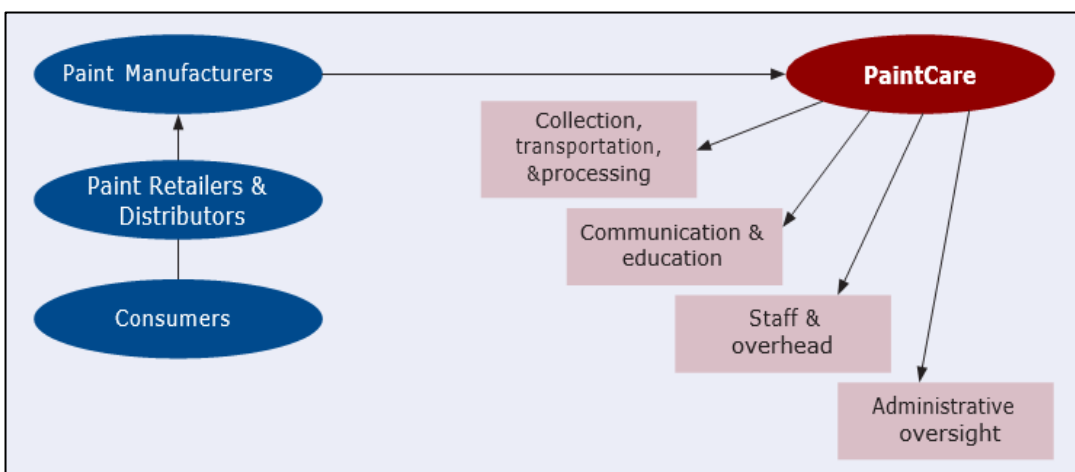 Paint Manufacturers
PaintCare
Collection,
transportation,
&processing
Paint Retailers &
Distributors
Communication &
education
Consumers
Staff &
overhead
Administrative
oversight